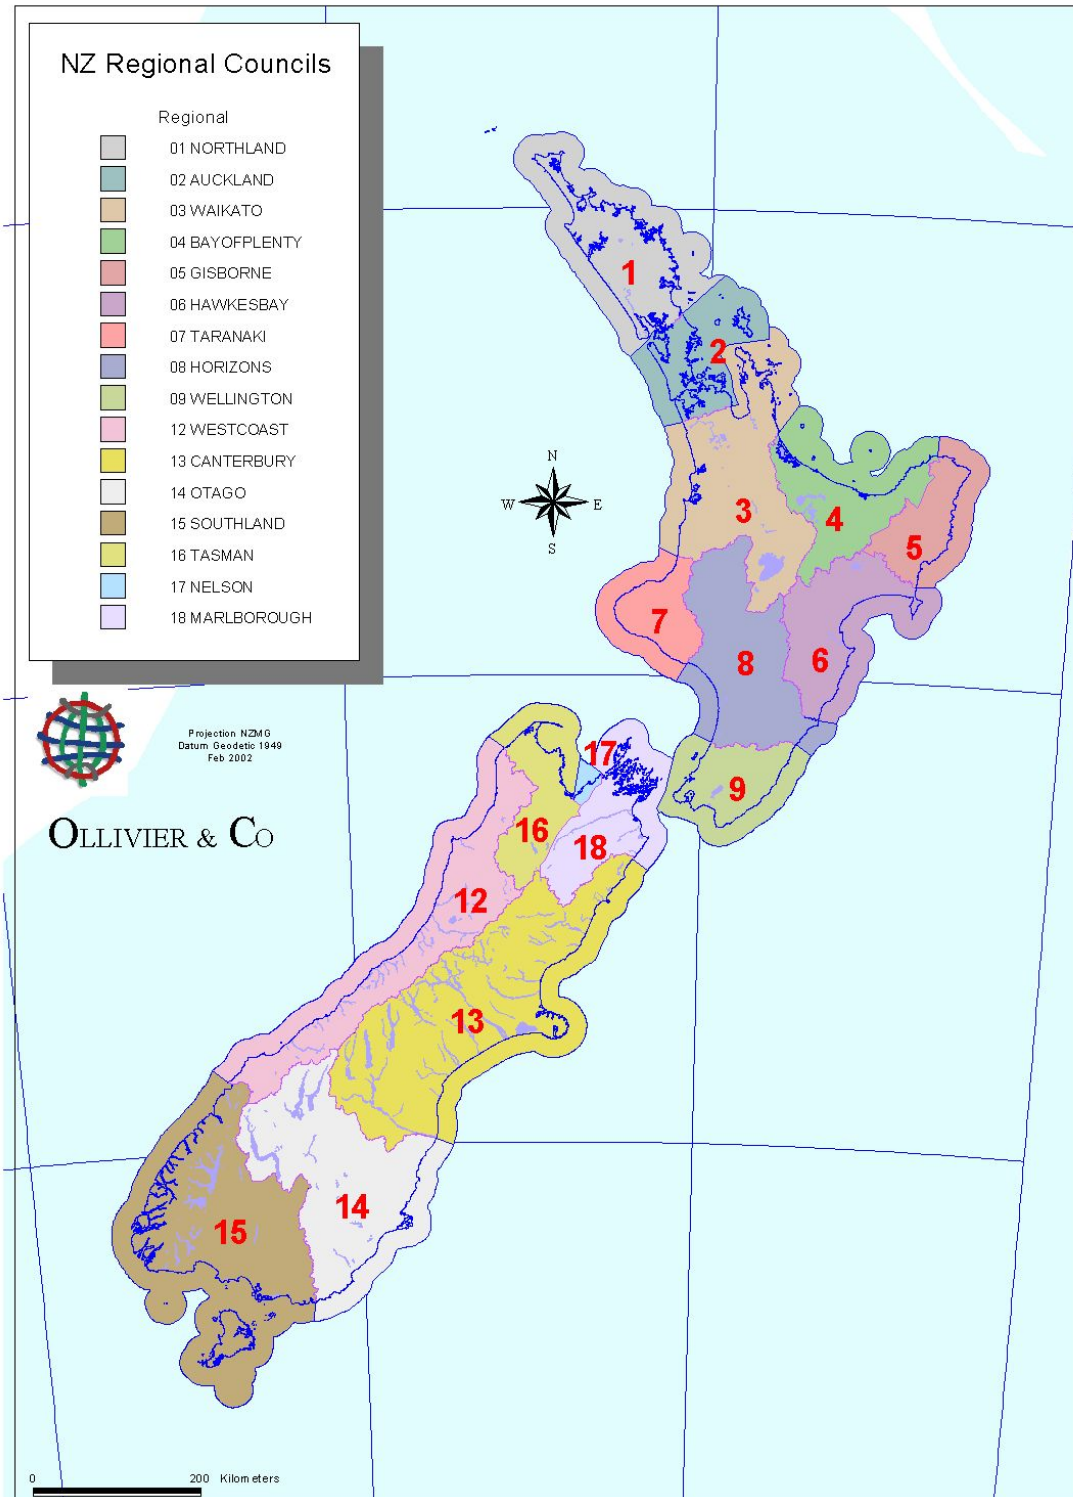 NZ Regional Councils
Regional
01 NORTHLAND
02 AUCKLAND
03 WAIKATO
04 BAYOFPLENTY
05 GISBORNE
06 HAWKESBAY
07 TARANAKI
08 HORIZONS
09 WELLINGTON
12 WESTCOAST
13 CANTERBURY
14 OTAGO
15 SOUTHLAND
16 TASMAN
17 NELSON
18 MARLBOROUGH
1
2
N
W E
S
3
4
5
7
6
8
Projection NZMG
Datum Geodetic 1949
Feb 2002
17
9
OLLIVIER & CO
16
18
12
13
14
15
0 200 Kilometers